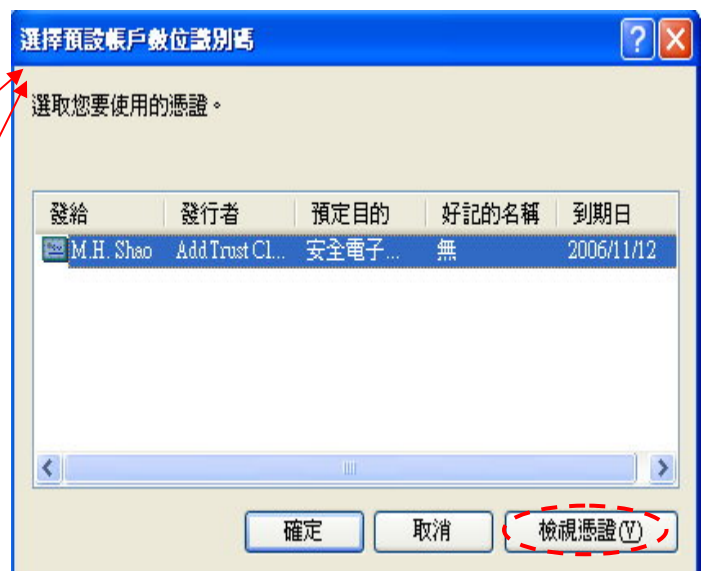 選擇預設帳戶數位識別碼
選取您要使用的憑證。
發給 發行者 預定目的 好記的名稱 到期日
M.H. Shao AddTrust Cl... 安全電子... 無 2006/11/12
確定 取消 檢視憑證(V)